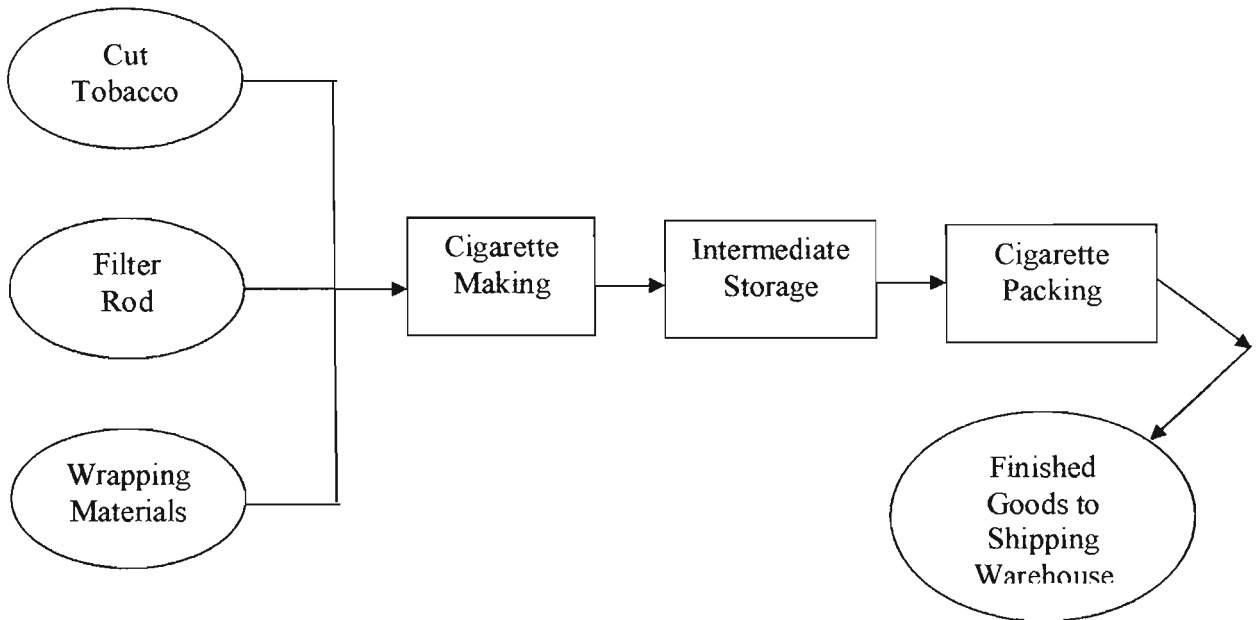 Cut
Tobacco
Filter
Rod
Wrapping
Materials
Cigarette
Making
Intermediate
Storage
Cigarette
Packing
Finished
Goods to
Shipping
Warehouse